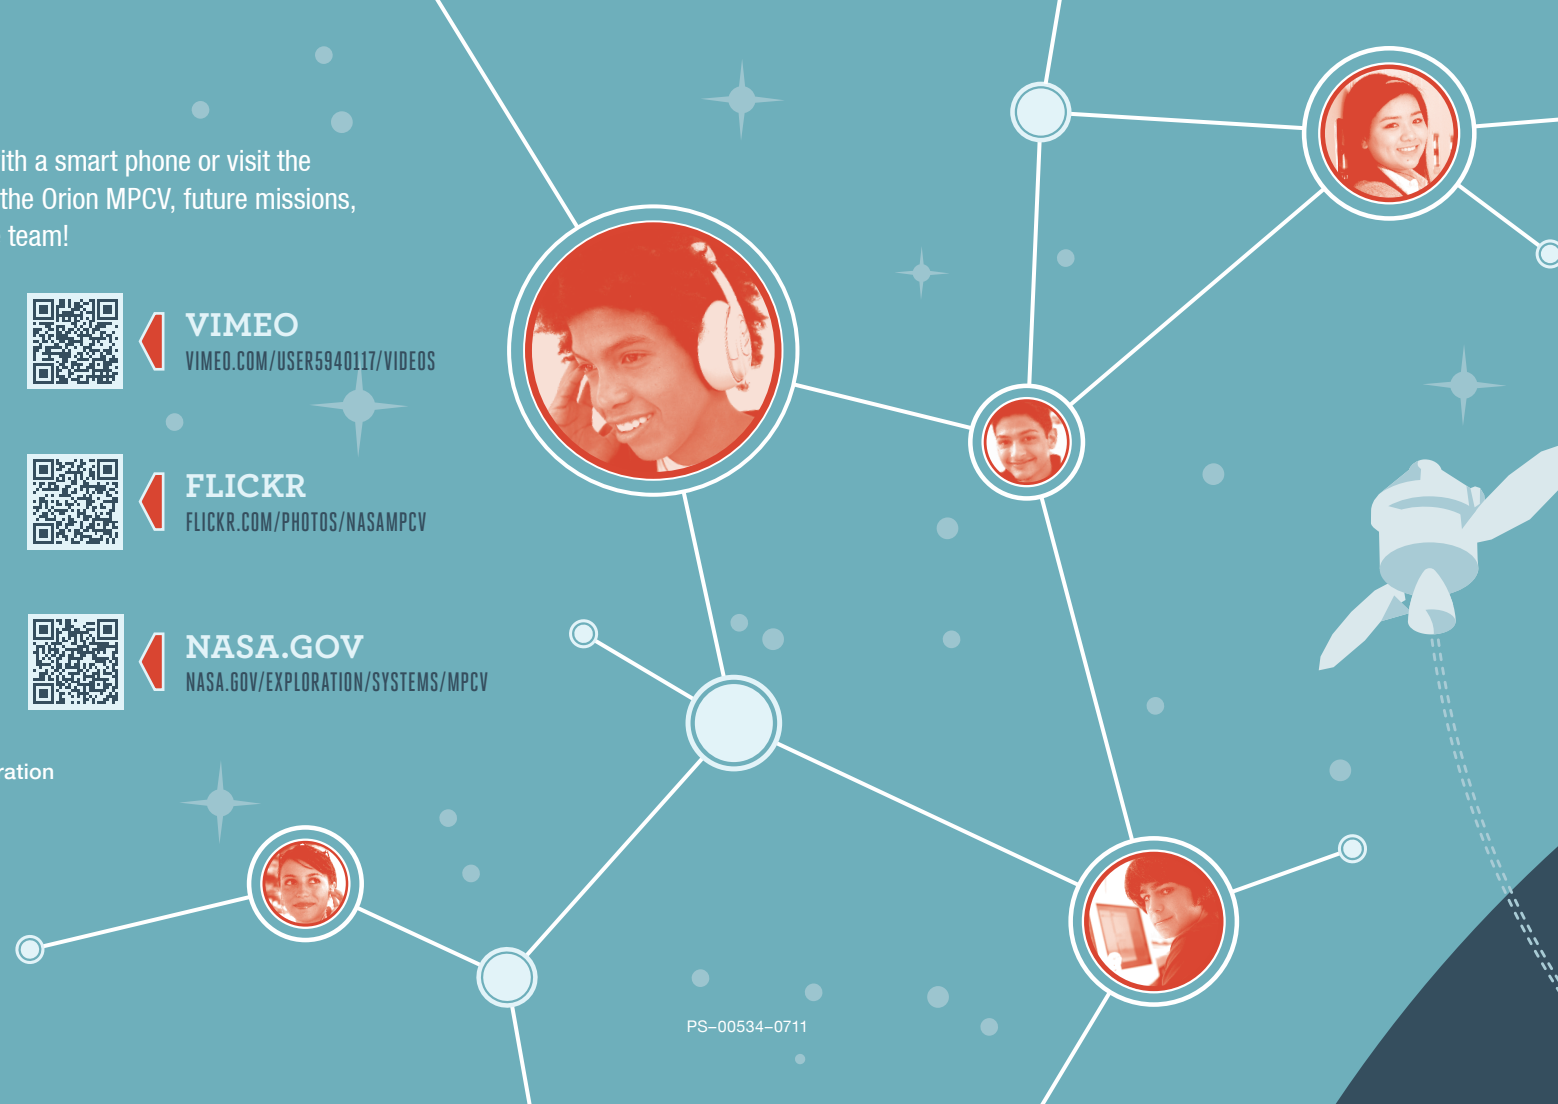 ith a smart phone or visit the
the Orion MPCV, future missions,
team!
VIMEO
VIMEO.COM/USER5940117/VIDEOS
FLICKR
FLICKR.COM/PHOTOS/NASAMPCV
NASA.GOV
NASA.GOV/EXPLORATION/SYSTEMS/MPCV
ration
PS–00534–0711